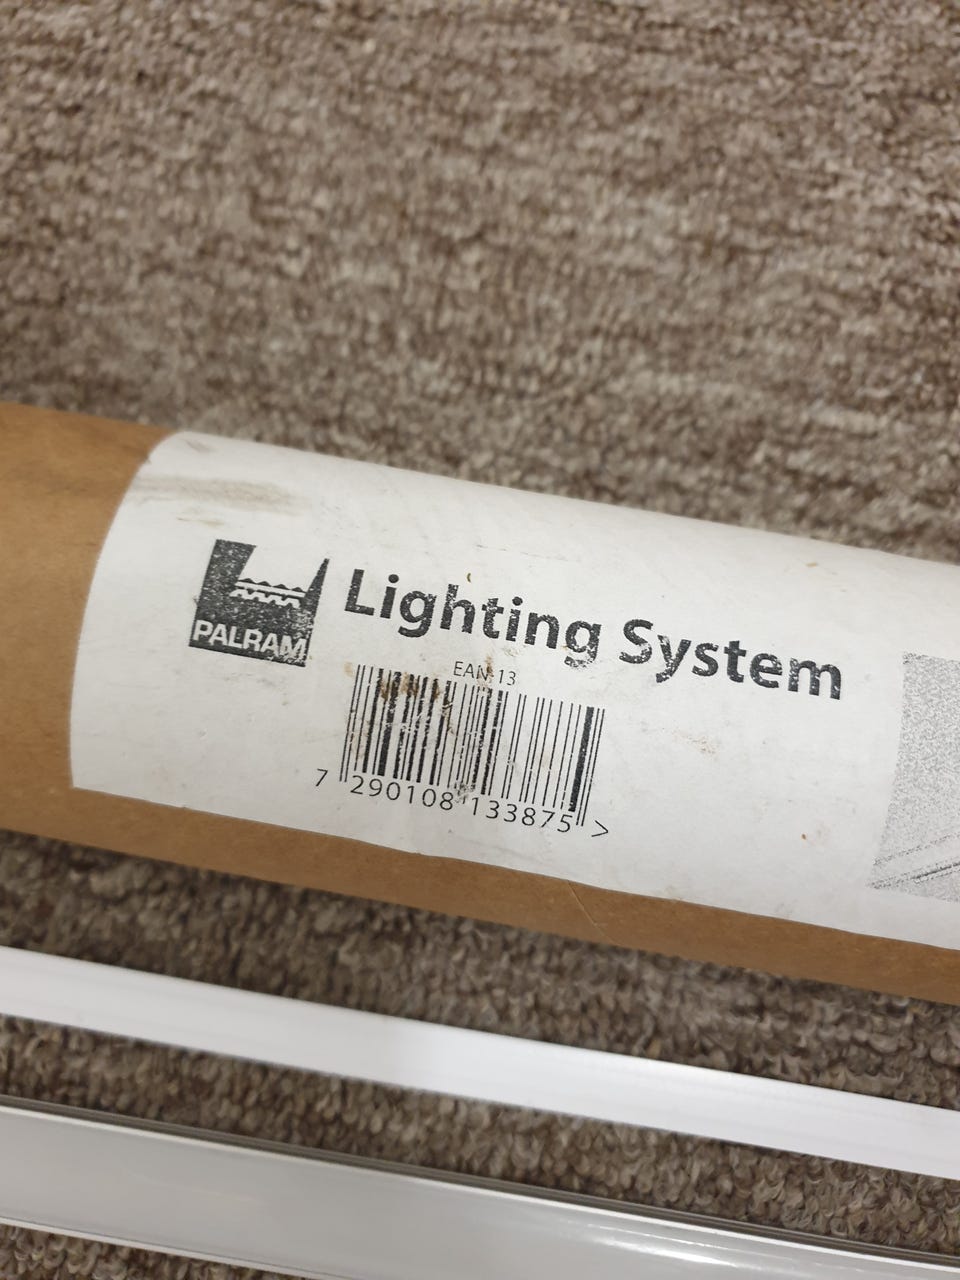 PALRAM
Lighting System
EAN 13
7 290108 133875 >